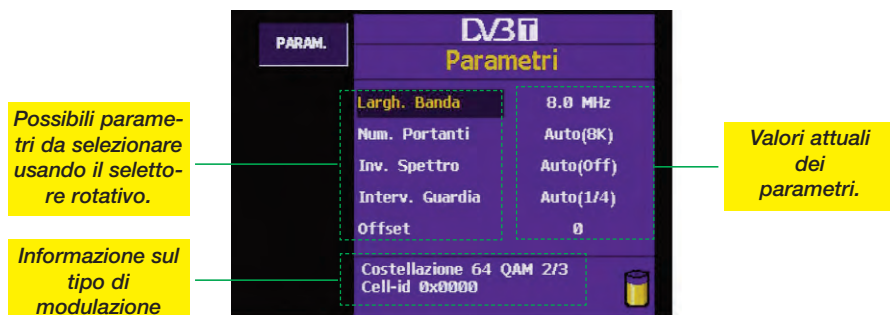 PARAM.
DVB T
Parametri
Largh. Banda 8.0 MHz
Num. Portanti Auto(8K)
Inv. Spettro Auto(Off)
Interv. Guardia Auto(1/4)
Offset 0
Costellazione 64 QAM 2/3
Cell-id 0x0000
Possibili parame-
tri da selezionare
usando il seletto-
re rotativo.
Informazione sul
tipo di
modulazione
Valori attuali
dei
parametri.